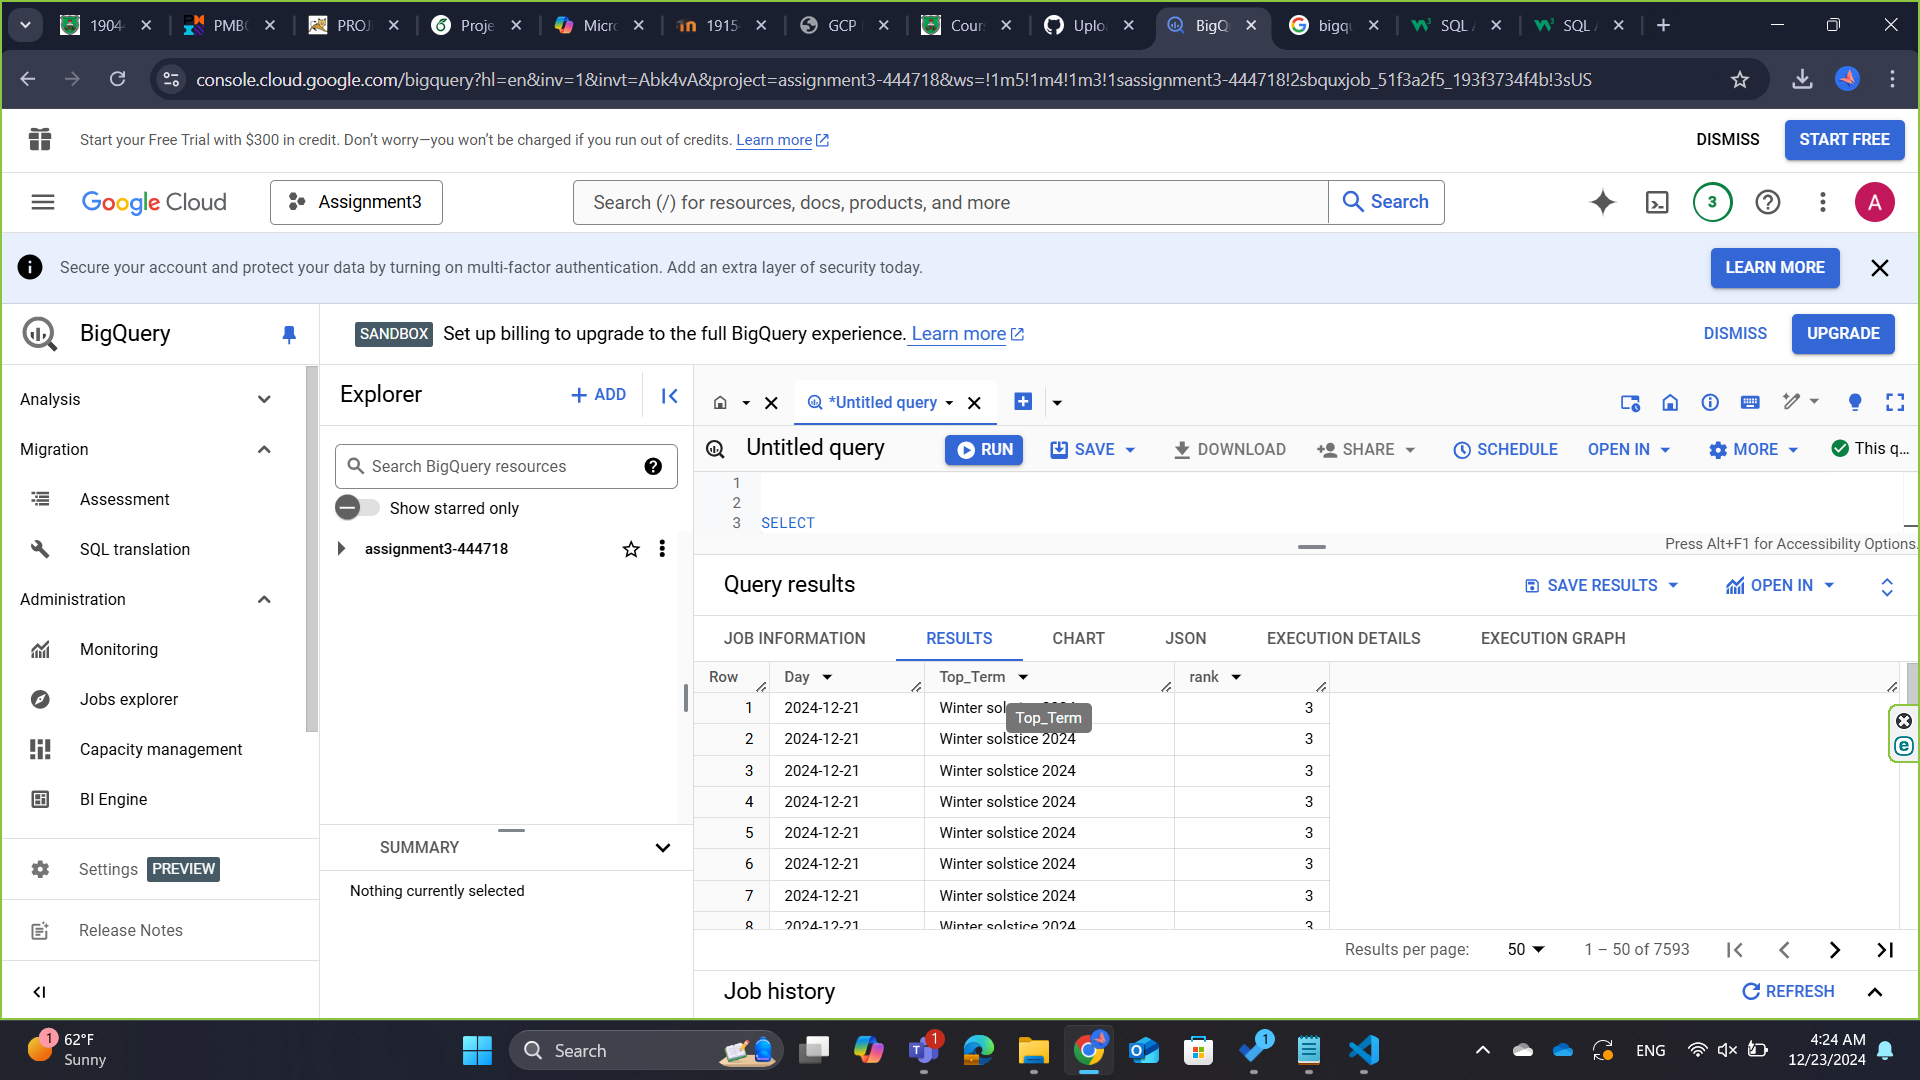 1904
PMB
PROJ
Proje
Micro
1915
GCP
Cour
Uplo
BigQ
bigqu
SQL
SQL
console.cloud.google.com/bigquery?hl=en&inv=1&invt=Abk4vA&project=assignment3-444718&ws=!1m5!1m4!1m3!1sassignment3-444718!2sbquxjob_51f3a2f5_193f3734f4b!3sUS
Start your Free Trial with $300 in credit. Don't worry—you won't be charged if you run out of credits. Learn more
DISMISS
START FREE
Google Cloud
Assignment3
Search (/) for resources, docs, products, and more
Search
3
A
Secure your account and protect your data by turning on multi-factor authentication. Add an extra layer of security today.
LEARN MORE
BigQuery
SANDBOX Set up billing to upgrade to the full BigQuery experience. Learn more
DISMISS
UPGRADE
Analysis
Migration
Assessment
SQL translation
Administration
Monitoring
Jobs explorer
Capacity management
BI Engine
Settings PREVIEW
Release Notes
Explorer
+ ADD
Search BigQuery resources
Show starred only
assignment3-444718
SUMMARY
Nothing currently selected
*Untitled query
Untitled query
RUN
SAVE
DOWNLOAD
SHARE
SCHEDULE
OPEN IN
MORE
This q...
1
2
3 SELECT
Press Alt+F1 for Accessibility Options.
Query results
SAVE RESULTS
OPEN IN
JOB INFORMATION RESULTS CHART JSON EXECUTION DETAILS EXECUTION GRAPH
Row Day Top_Term rank
1 2024-12-21 Winter sol 3
Top_Term
2 2024-12-21 Winter solstice 2024 3
3 2024-12-21 Winter solstice 2024 3
4 2024-12-21 Winter solstice 2024 3
5 2024-12-21 Winter solstice 2024 3
6 2024-12-21 Winter solstice 2024 3
7 2024-12-21 Winter solstice 2024 3
8 2024-12-21 Winter solstice 2024 3
Results per page: 50 1 – 50 of 7593
Job history
REFRESH
1
62°F
Sunny
Search
1
1
ENG
4:24 AM
12/23/2024